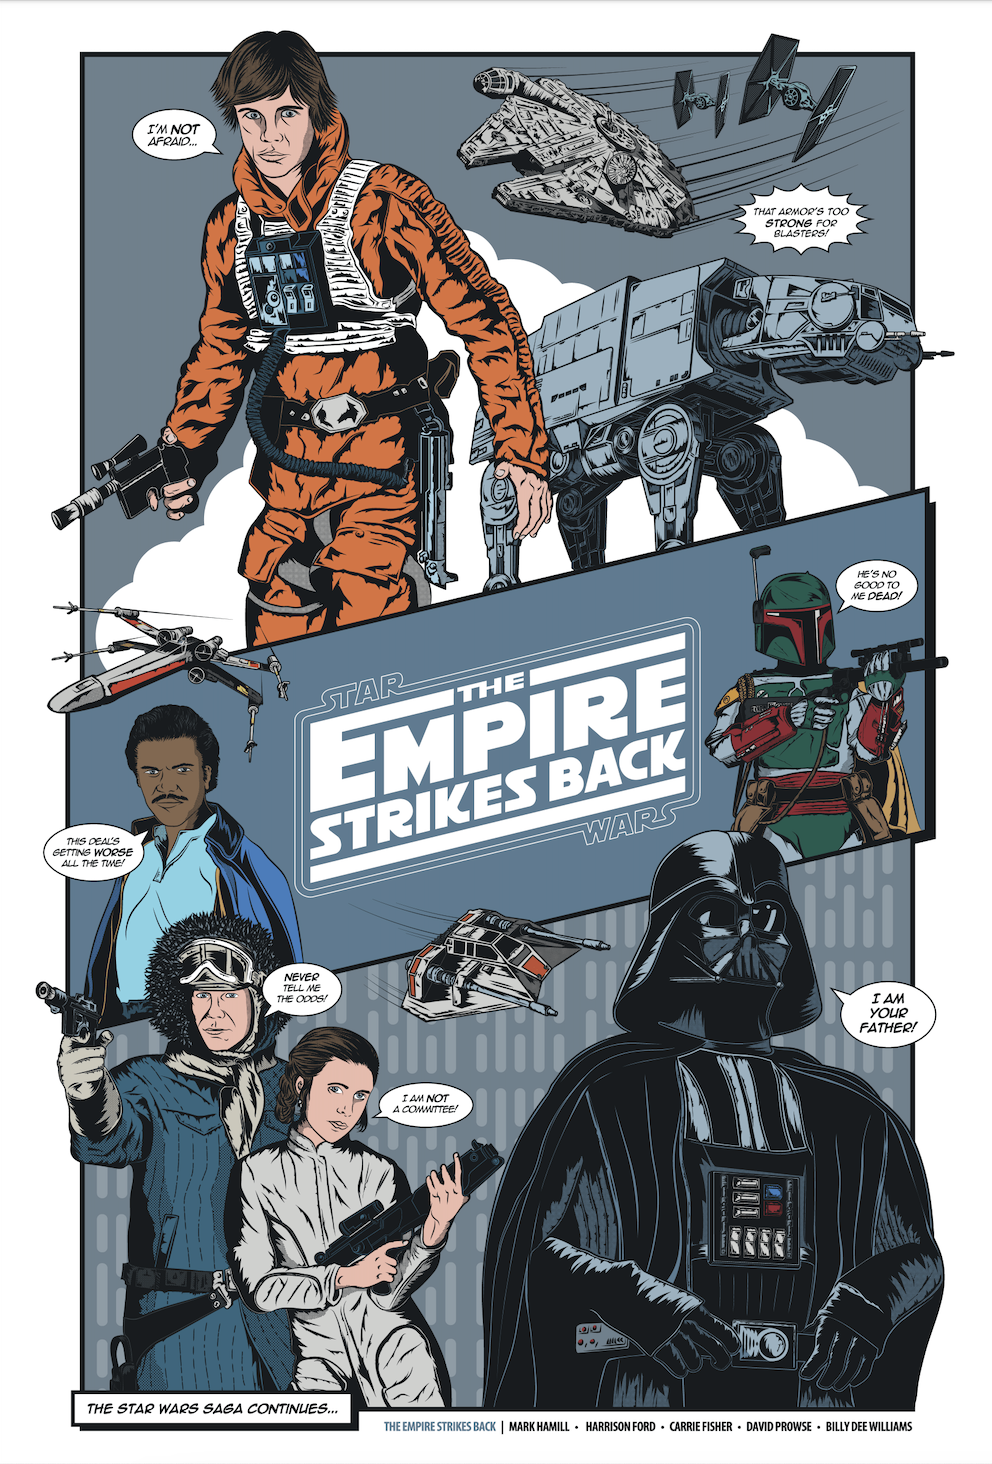 I'M NOT
AFRAID...
THAT ARMOR'S TOO
STRONG FOR
BLASTERS!
HE'S NO
GOOD TO
ME DEAD!
STAR
THE
EMPIRE
STRIKES BACK
WARS
THIS DEAL'S
GETTING WORSE
ALL THE TIME!
NEVER
TELL ME
THE ODDS!
I AM
YOUR
FATHER!
I AM NOT
A COMMITTEE!
THE STAR WARS SAGA CONTINUES...
THE EMPIRE STRIKES BACK | MARK HAMILL • HARRISON FORD • CARRIE FISHER • DAVID PROWSE • BILLY DEE WILLIAMS